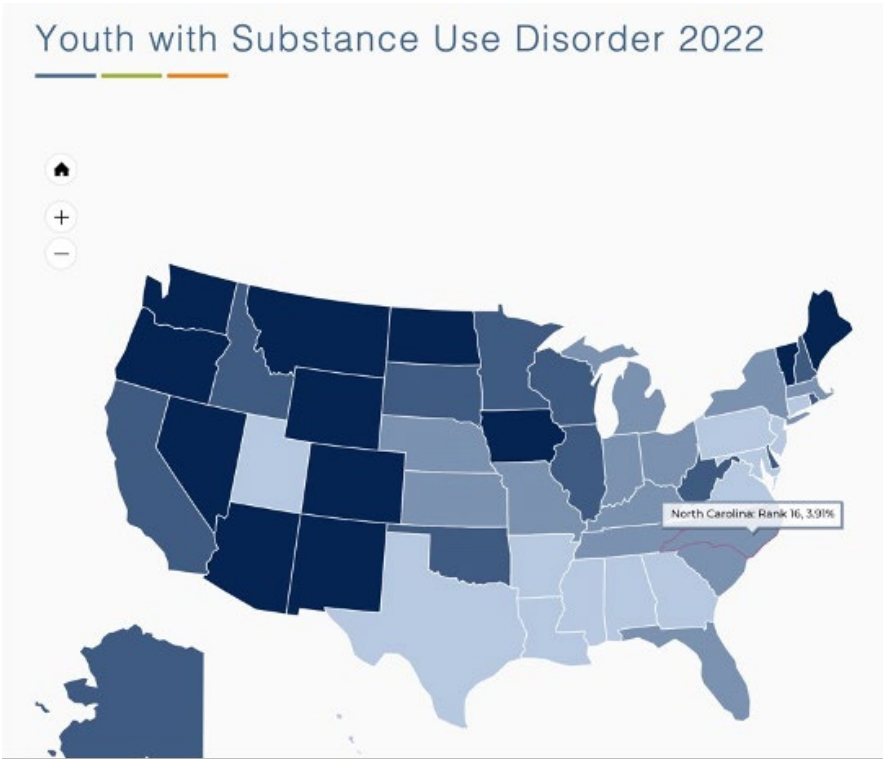 Youth with Substance Use Disorder 2022
+
−
North Carolina: Rank 16, 3.91%